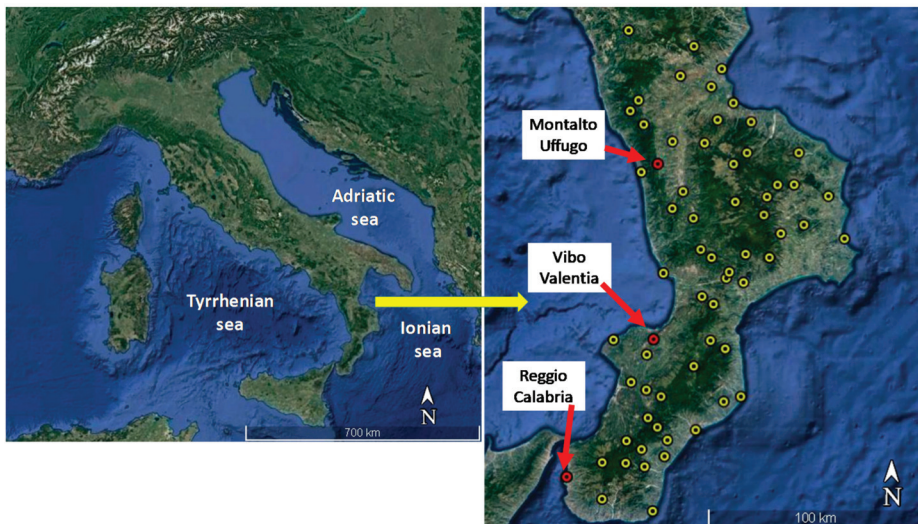 Adriatic
sea
Tyrrhenian
sea
Ionian
sea
N
700 km
Montalto
Uffugo
Vibo
Valentia
Reggio
Calabria
N
100 km